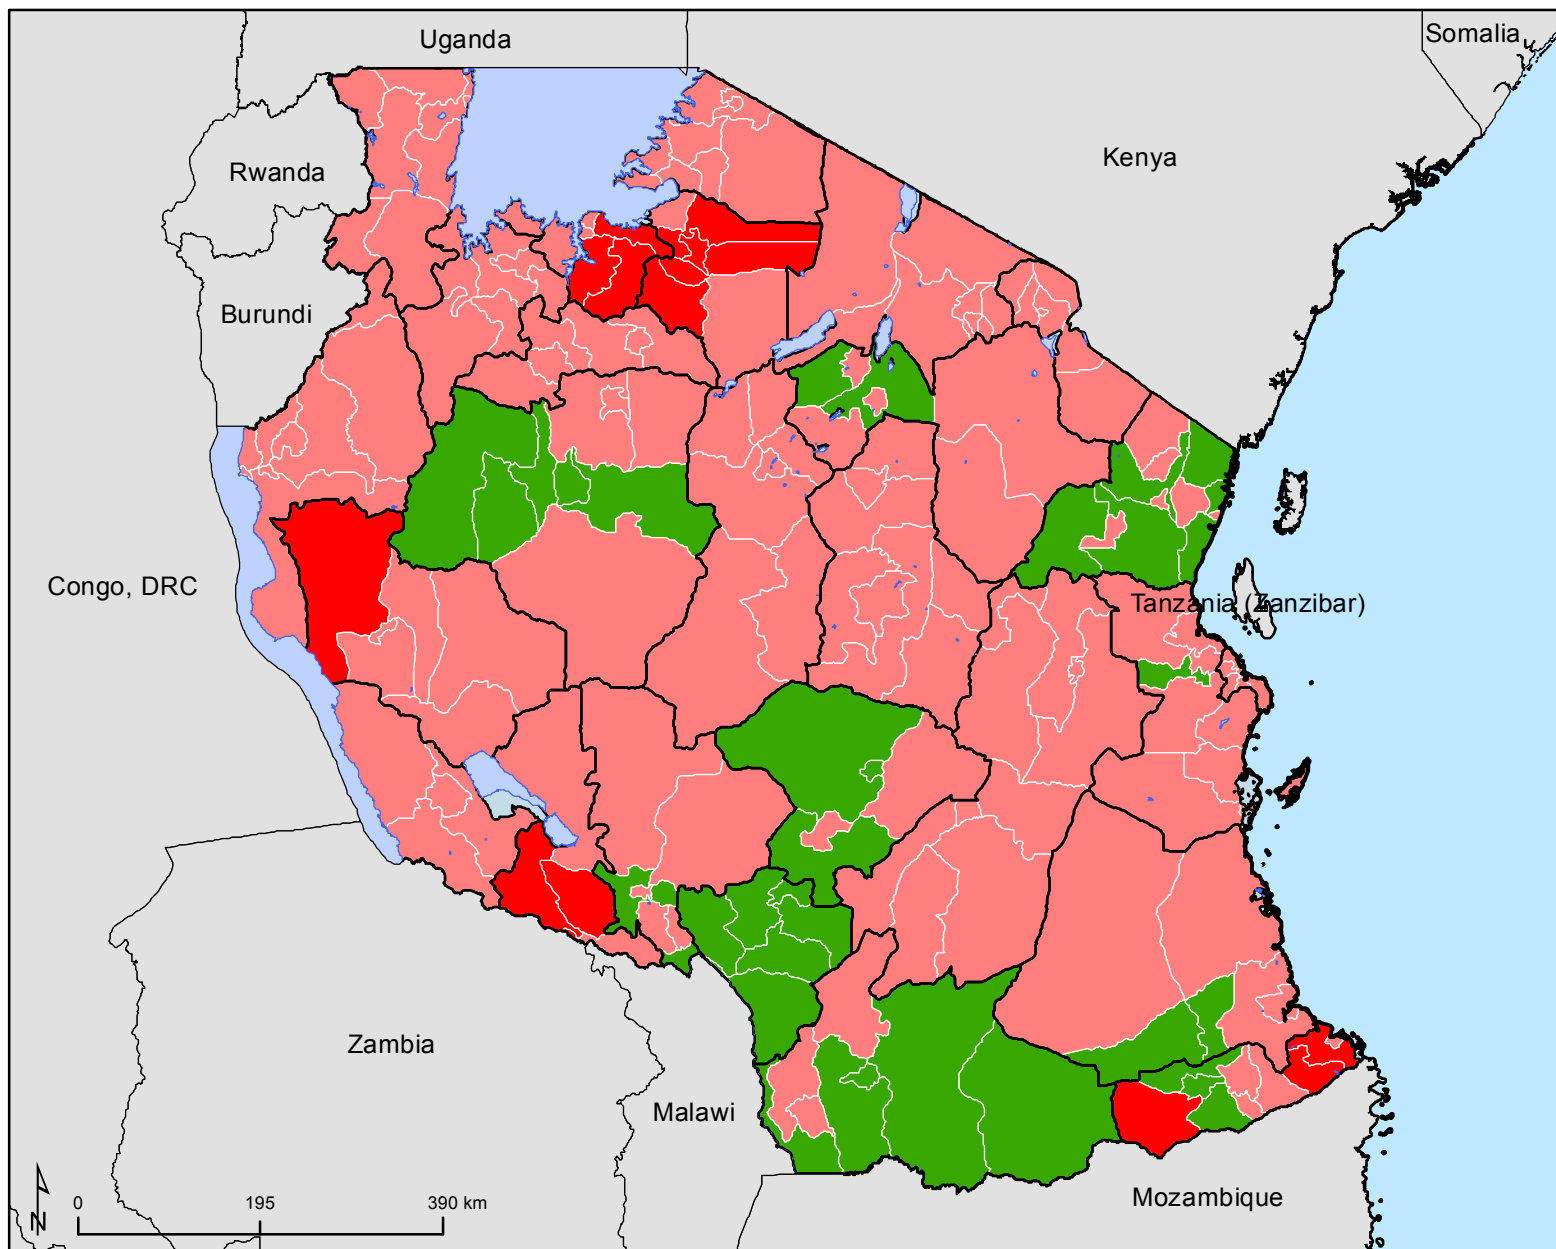 Uganda
Somalia
Kenya
Rwanda
Burundi
Congo, DRC
Tanzania (Zanzibar)
Zambia
Malawi
Mozambique
N
0 195 390 km